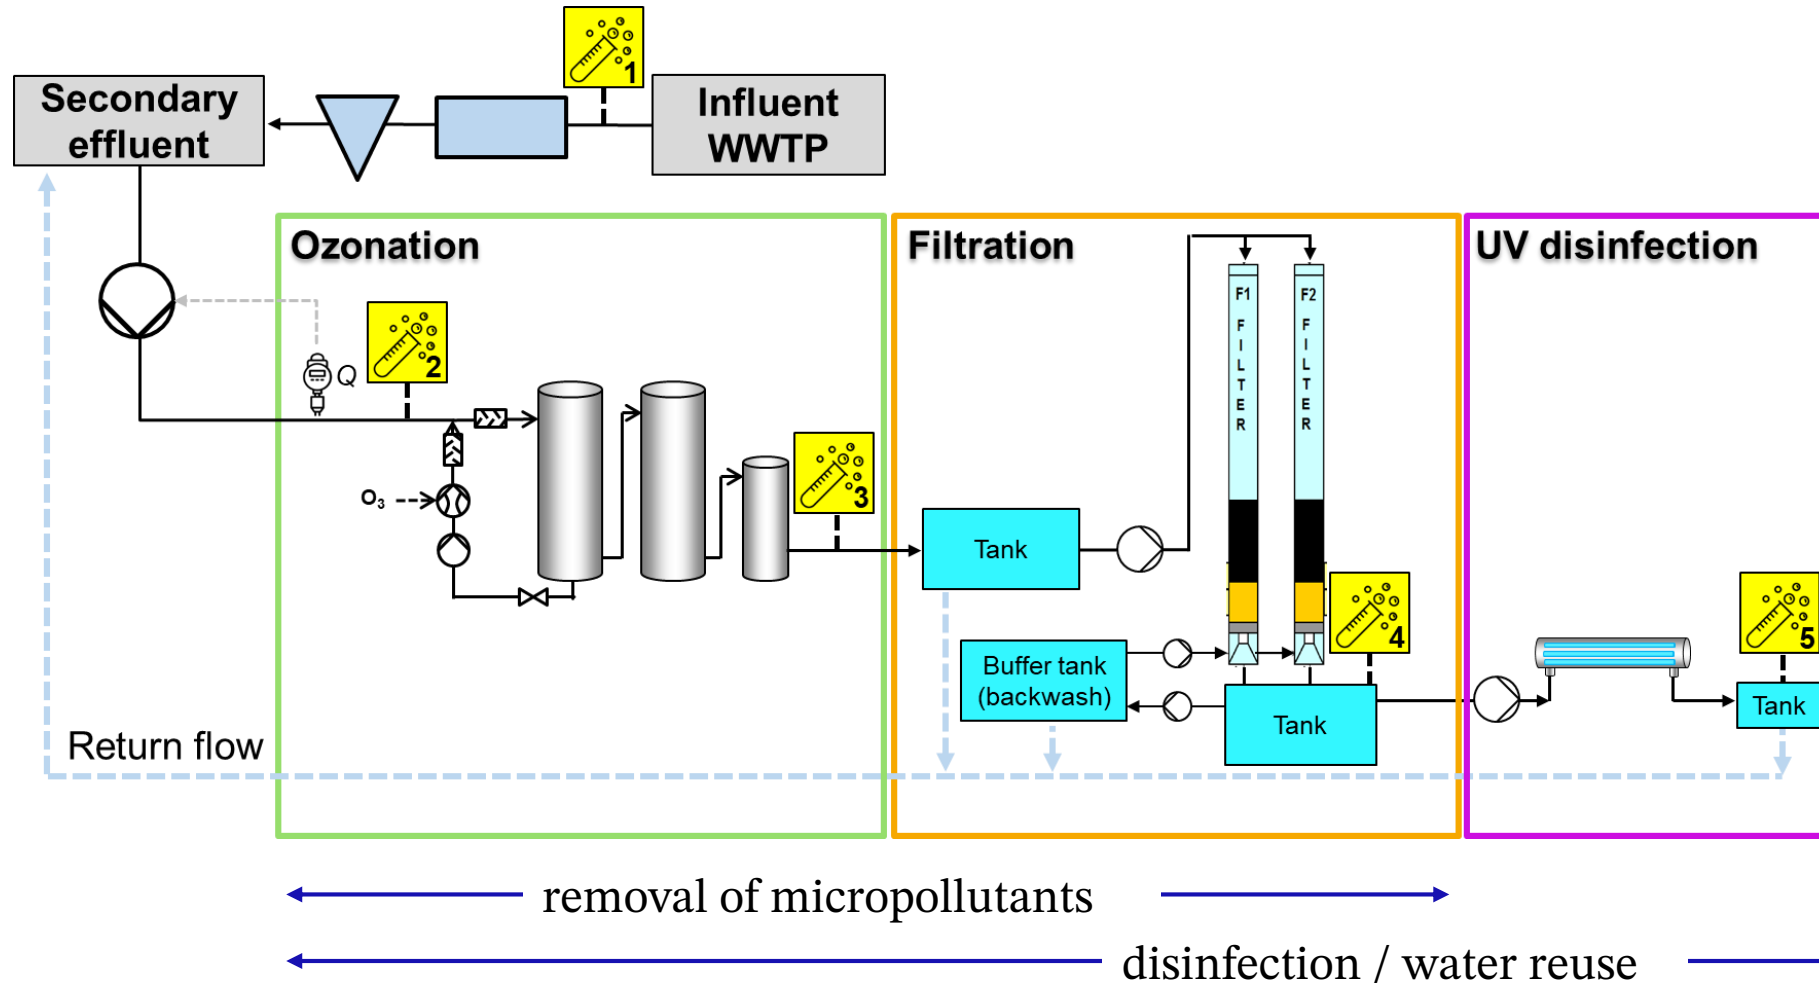 1
Secondary
effluent
Influent
WWTP
Ozonation
Filtration
UV disinfection
F1
FILTER
F2
FILTER
2
Q
3
O₃
Tank
4
5
Buffer tank
(backwash)
Tank
Tank
Return flow
removal of micropollutants
disinfection / water reuse